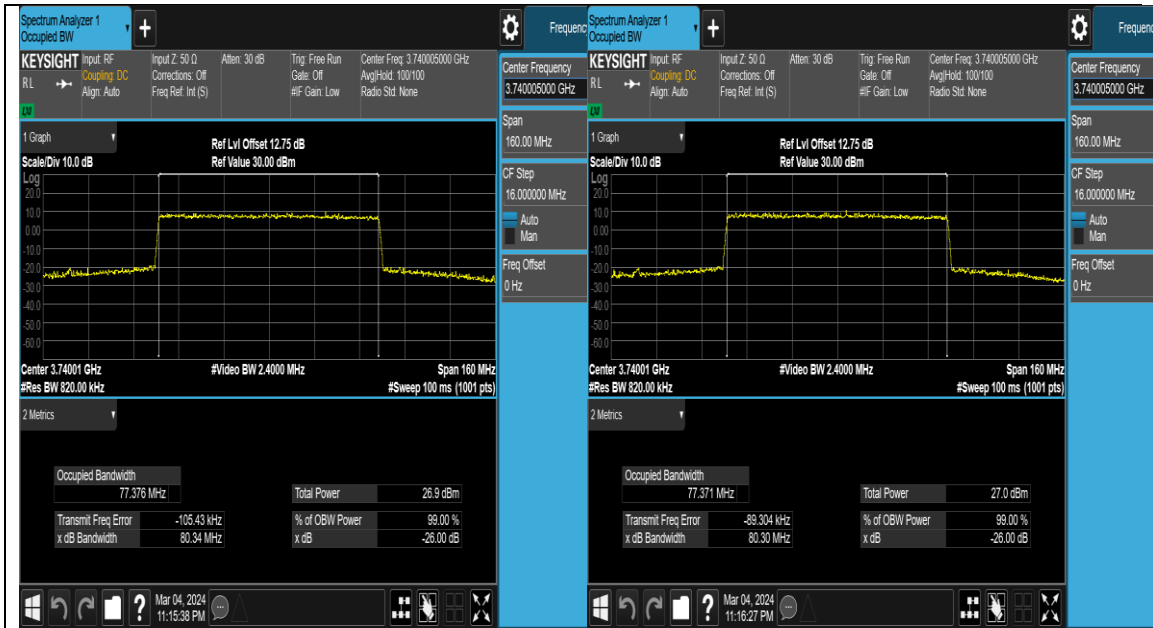 Spectrum Analyzer 1
Occupied BW
+
Frequenc
KEYSIGHT
RL
Input: RF
Coupling: DC
Align: Auto
Input Z: 50 Ω
Corrections: Off
Freq Ref: Int (S)
Atten: 30 dB
Trig: Free Run
Gate: Off
#IF Gain: Low
Center Freq: 3.740005000 GHz
Avg|Hold: 100/100
Radio Std: None
Center Frequency
3.740005000 GHz
Span
160.00 MHz
CF Step
16.000000 MHz
Auto
Man
Freq Offset
0 Hz
1 Graph
Scale/Div 10.0 dB
Ref Lvl Offset 12.75 dB
Ref Value 30.00 dBm
Log
20.0
10.0
0.00
-10.0
-20.0
-30.0
-40.0
-50.0
-60.0
Center 3.74001 GHz
#Res BW 820.00 kHz
#Video BW 2.4000 MHz
Span 160 MHz
#Sweep 100 ms (1001 pts)
2 Metrics
Occupied Bandwidth
77.376 MHz
Total Power 26.9 dBm
Transmit Freq Error -105.43 kHz
% of OBW Power 99.00 %
x dB Bandwidth 80.34 MHz
x dB -26.00 dB
?
Mar 04, 2024
11:15:38 PM
Spectrum Analyzer 1
Occupied BW
+
Frequenc
KEYSIGHT
RL
Input: RF
Coupling: DC
Align: Auto
Input Z: 50 Ω
Corrections: Off
Freq Ref: Int (S)
Atten: 30 dB
Trig: Free Run
Gate: Off
#IF Gain: Low
Center Freq: 3.740005000 GHz
Avg|Hold: 100/100
Radio Std: None
Center Frequency
3.740005000 GHz
Span
160.00 MHz
CF Step
16.000000 MHz
Auto
Man
Freq Offset
0 Hz
1 Graph
Scale/Div 10.0 dB
Ref Lvl Offset 12.75 dB
Ref Value 30.00 dBm
Log
20.0
10.0
0.00
-10.0
-20.0
-30.0
-40.0
-50.0
-60.0
Center 3.74001 GHz
#Res BW 820.00 kHz
#Video BW 2.4000 MHz
Span 160 MHz
#Sweep 100 ms (1001 pts)
2 Metrics
Occupied Bandwidth
77.371 MHz
Total Power 27.0 dBm
Transmit Freq Error -89.304 kHz
% of OBW Power 99.00 %
x dB Bandwidth 80.30 MHz
x dB -26.00 dB
?
Mar 04, 2024
11:16:27 PM